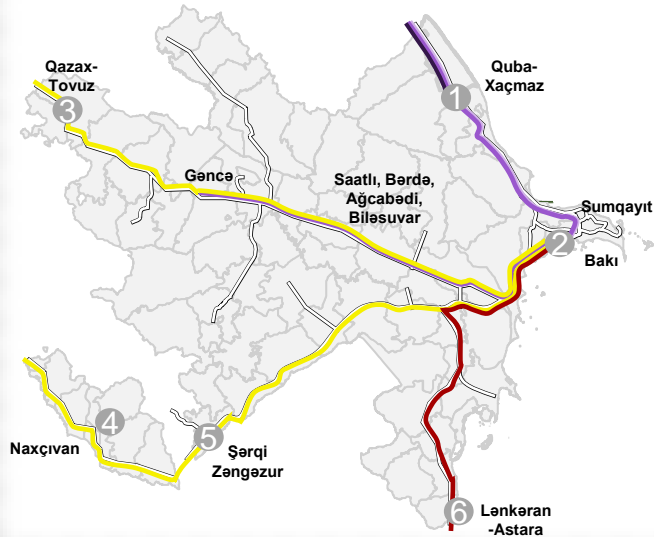 Qazax-
Tovuz
3
Quba-
Xaçmaz
1
Gəncə
Saatlı, Bərdə,
Ağcabədi,
Biləsuvar
Sumqayıt
2
Bakı
4
Naxçıvan
5
Şərqi
Zəngəzur
6
Lənkəran
-Astara